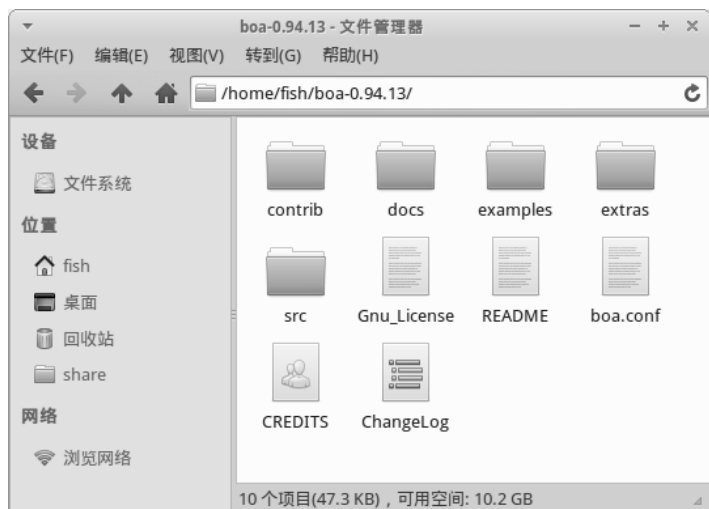 boa-0.94.13 - 文件管理器
文件(F) 编辑(E) 视图(V) 转到(G) 帮助(H)
/home/fish/boa-0.94.13/
设备
文件系统
位置
fish
桌面
回收站
share
网络
浏览网络
contrib docs examples extras
src Gnu_License README boa.conf
CREDITS ChangeLog
10 个项目(47.3 KB)，可用空间: 10.2 GB